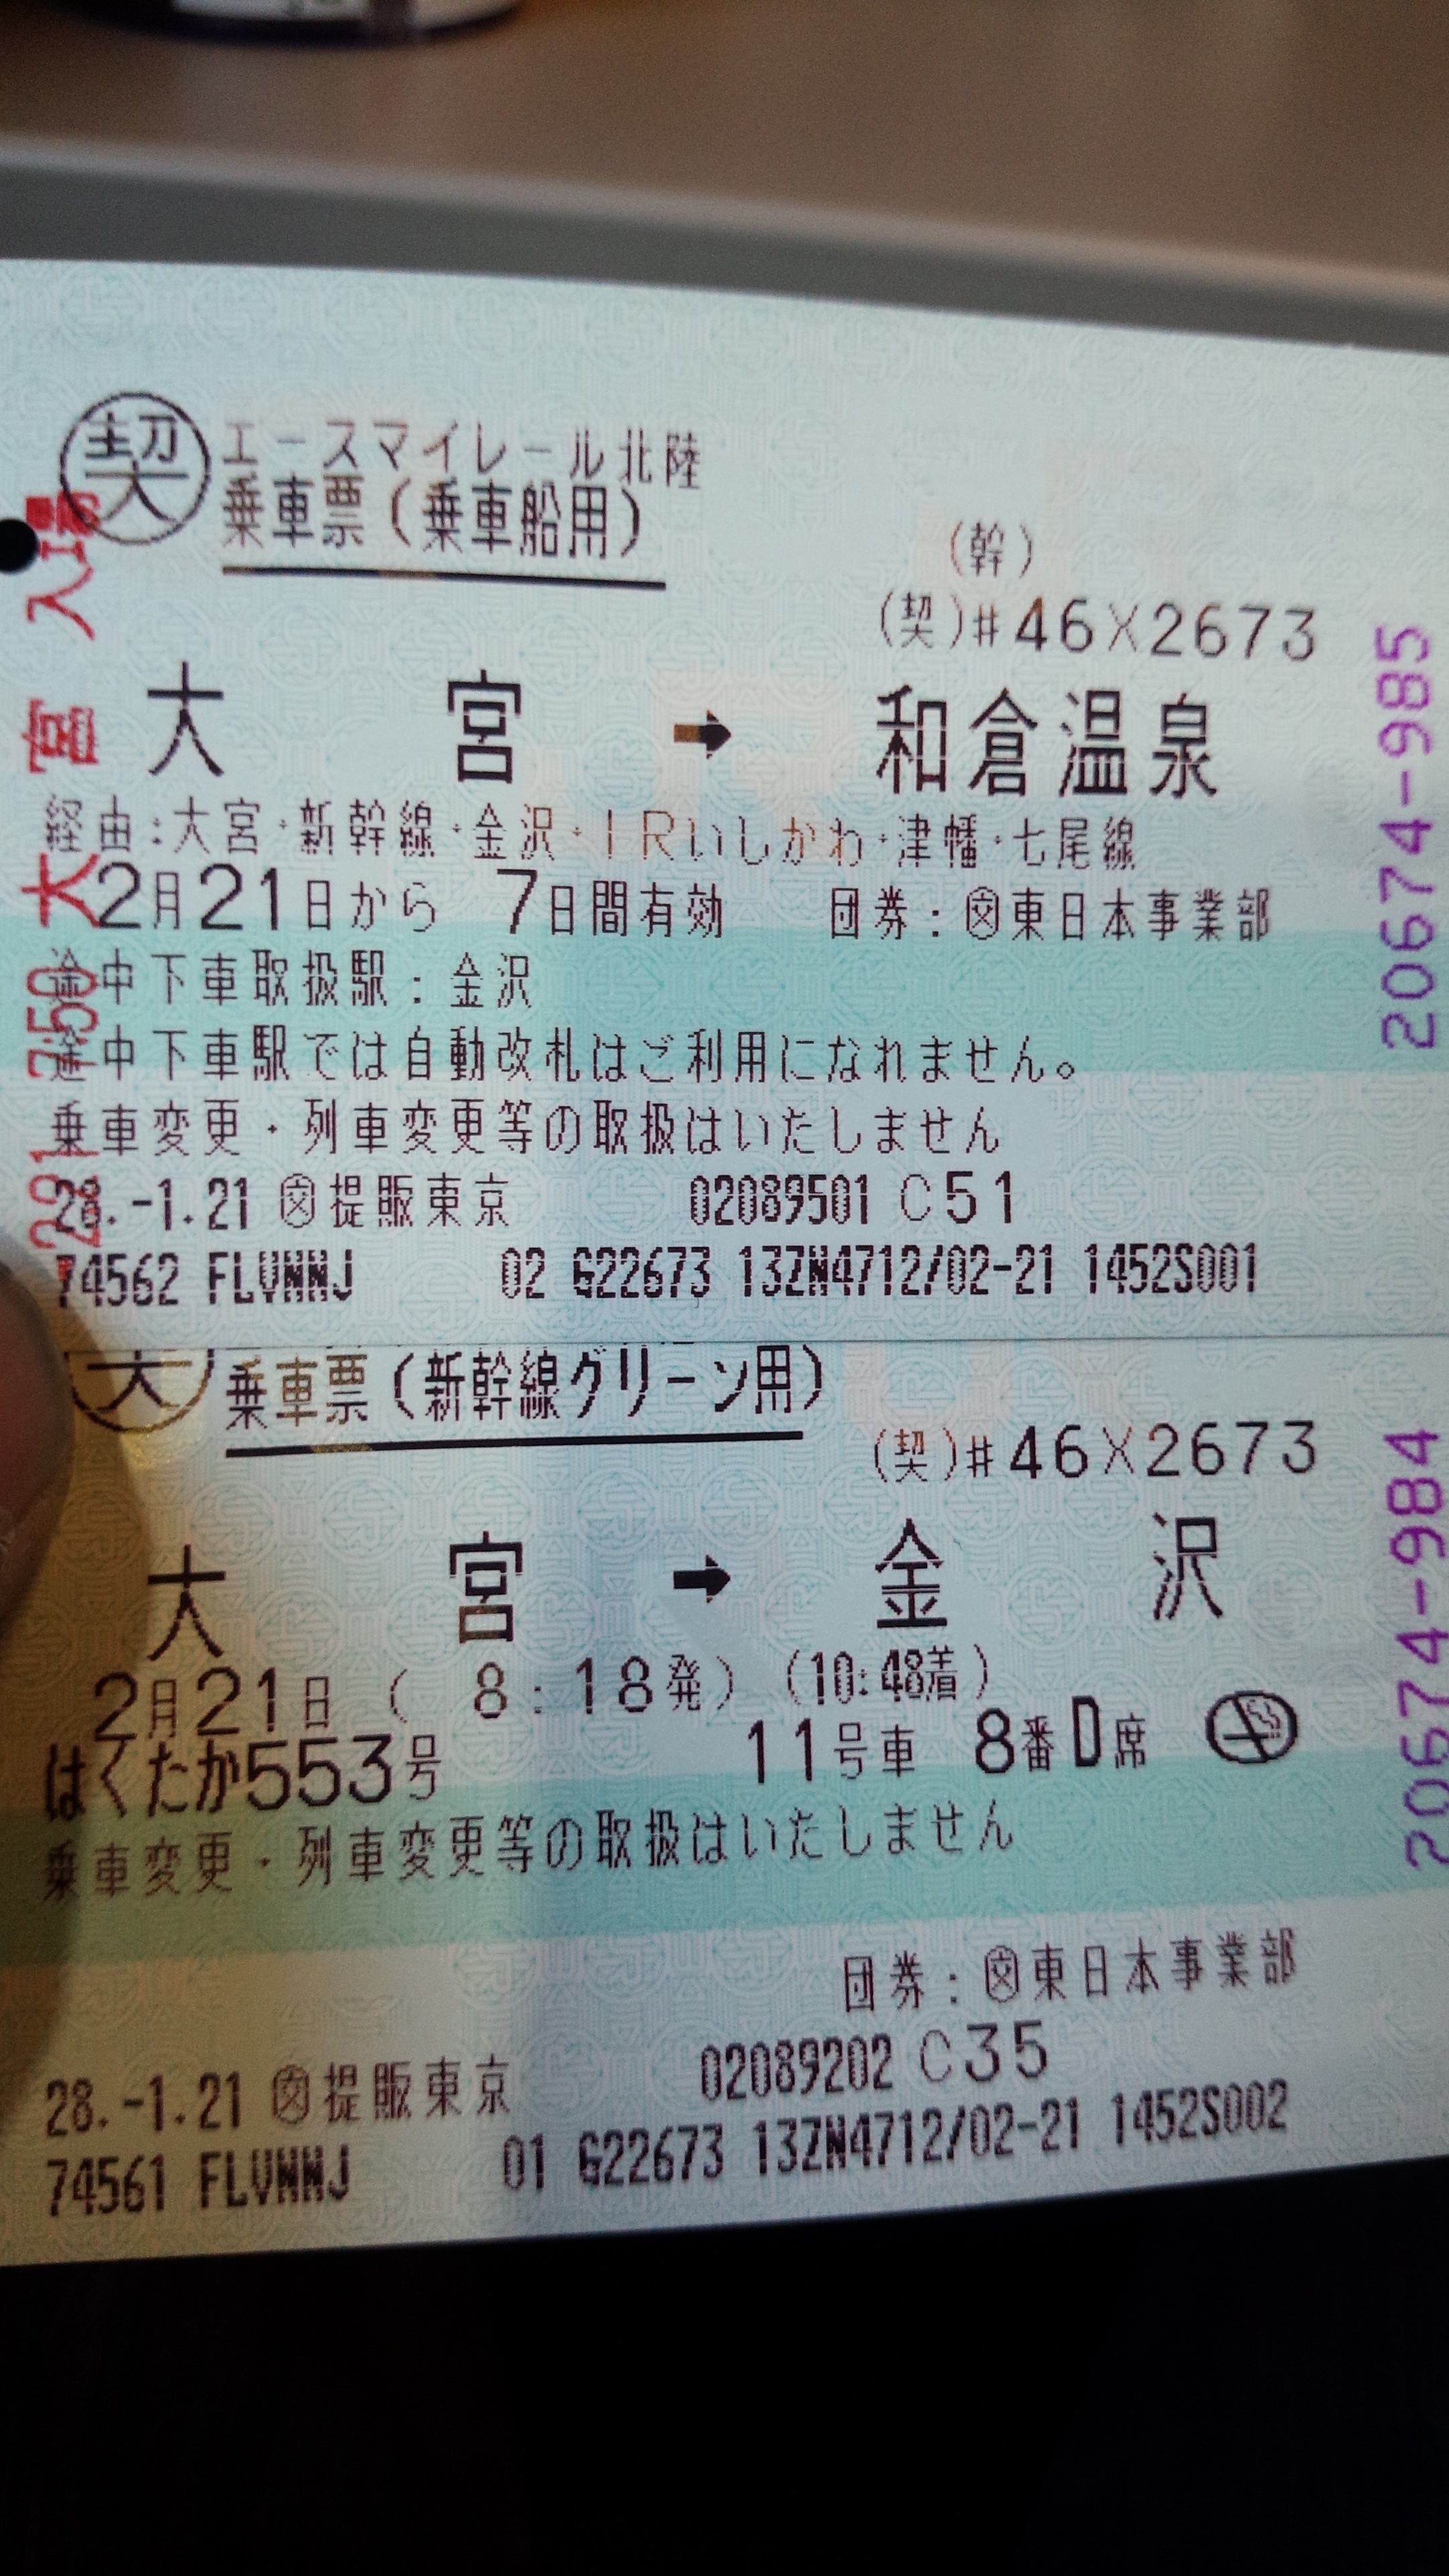 契 エースマイレール北陸
乗車票(乗車船用)
(幹)
(契)#46X2673
大宮 → 和倉温泉
経由:大宮・新幹線・金沢・IRいしかわ・津幡・七尾線
2月21日から 7日間有効 団券:㊇東日本事業部
途中下車取扱駅:金沢
途中下車駅では自動改札はご利用になれません。
乗車変更・列車変更等の取扱はいたしません
28.-1.21 提販東京 02089501 C51
74562 FLVNNJ 02 G22673 13ZN4712/02-21 1452S001
20674-985
大宮 入場
乗車票(新幹線グリーン用)
(契)#46X2673
大宮 → 金沢
2月21日 ( 8:18発) (10:48着)
はくたか553号 11号車 8番D席
乗車変更・列車変更等の取扱はいたしません
団券:東日本事業部
28.-1.21 提販東京 02089202 C35
74561 FLVNNJ 01 G22673 13ZN4712/02-21 1452S002
20674-984